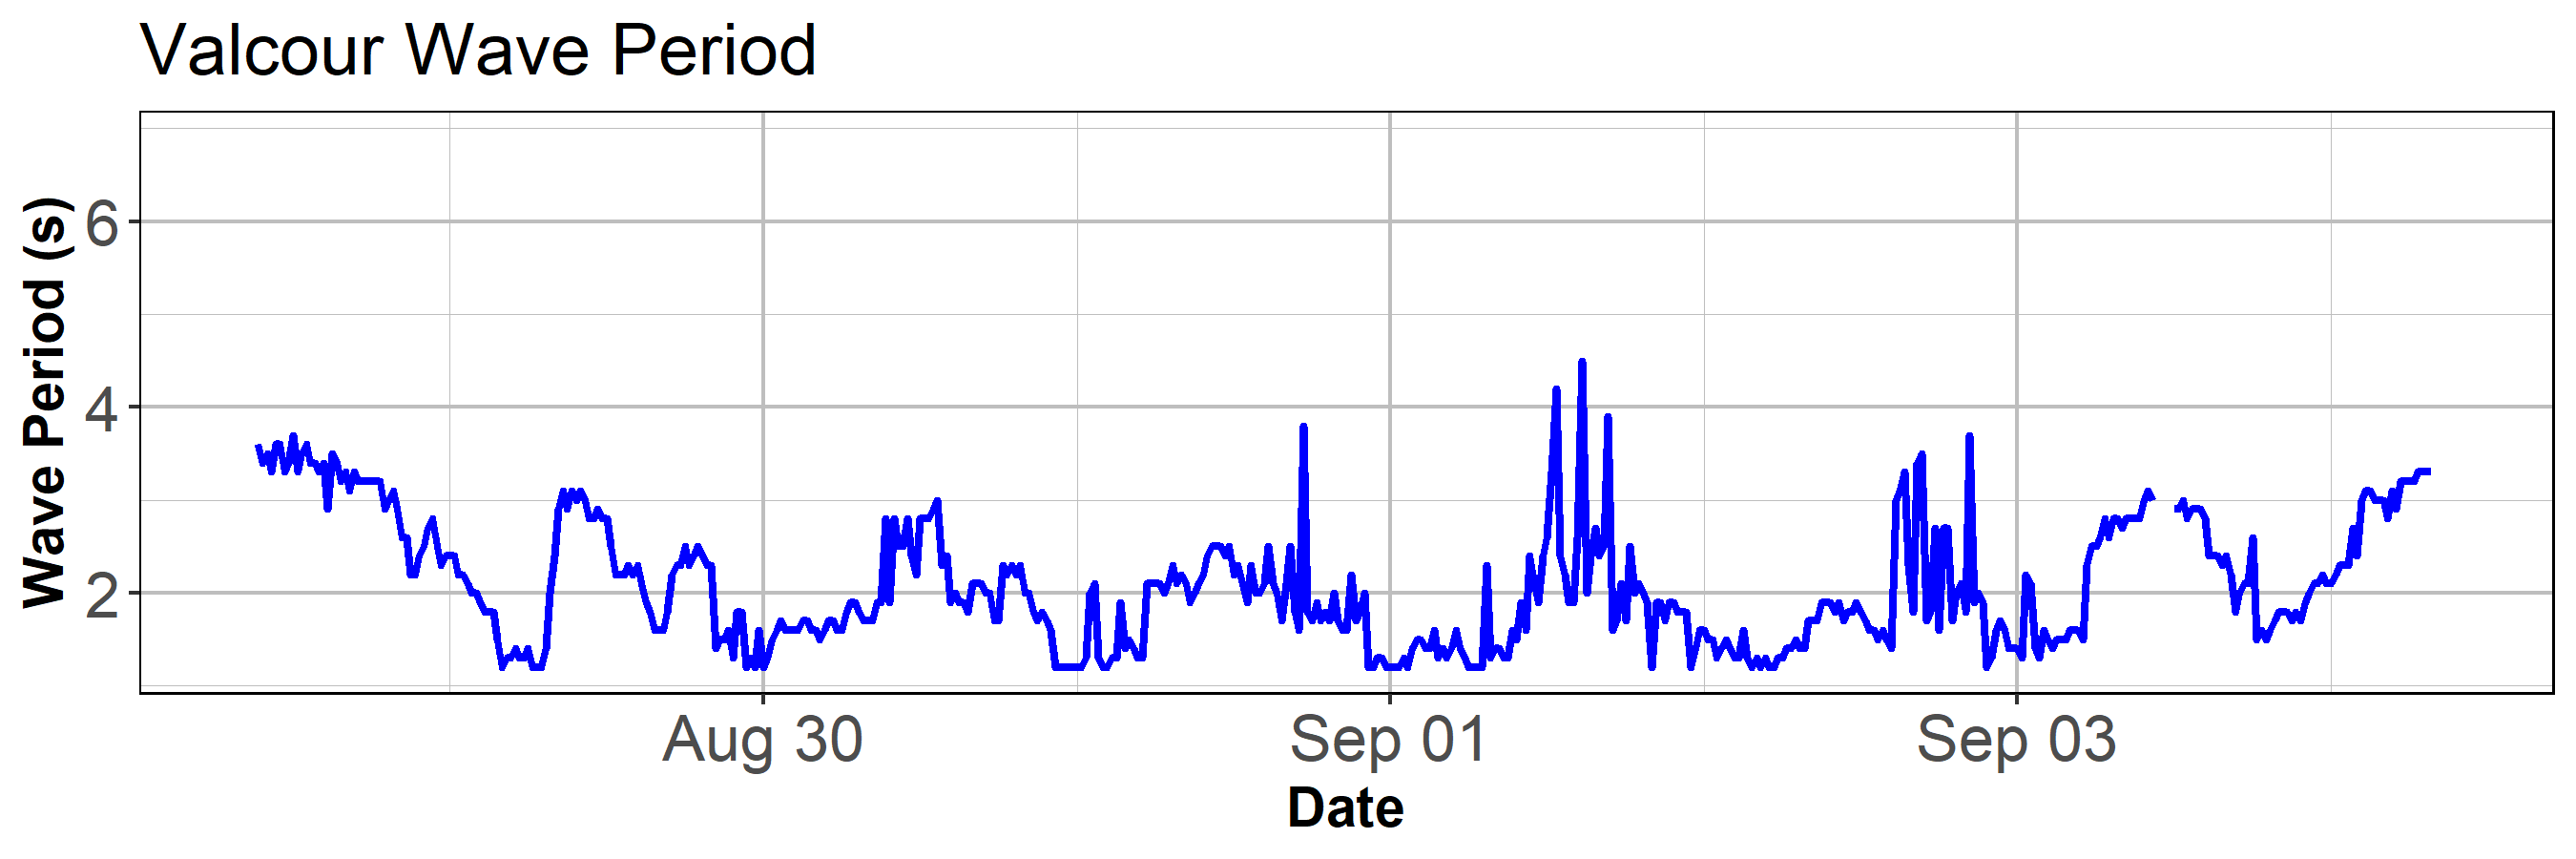 Valcour Wave Period
Wave Period (s)
6
4
2
Aug 30
Sep 01
Sep 03
Date